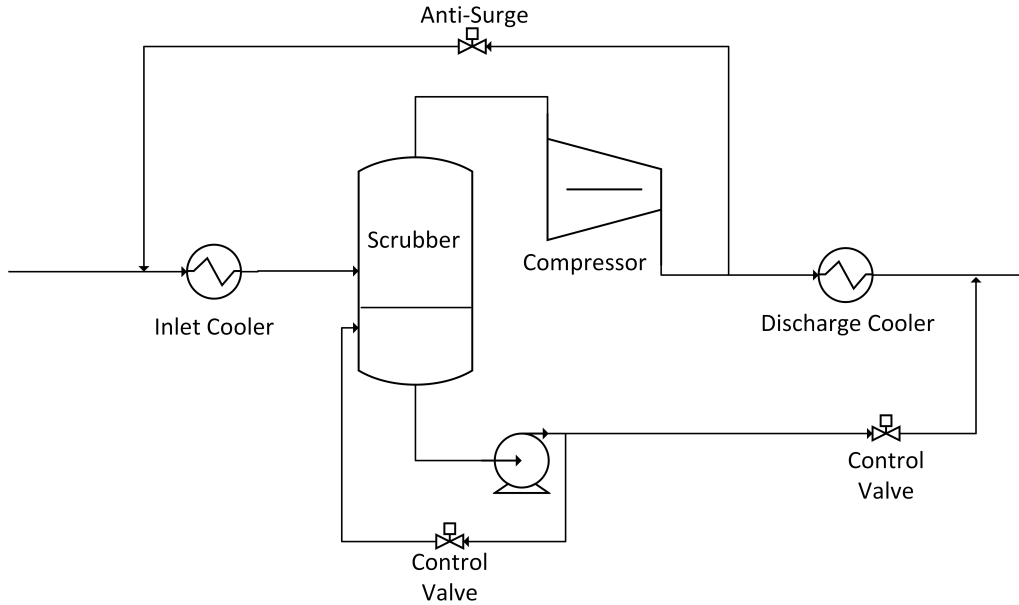 Anti-Surge
Scrubber
Compressor
Inlet Cooler
Discharge Cooler
Control
Valve
Control
Valve